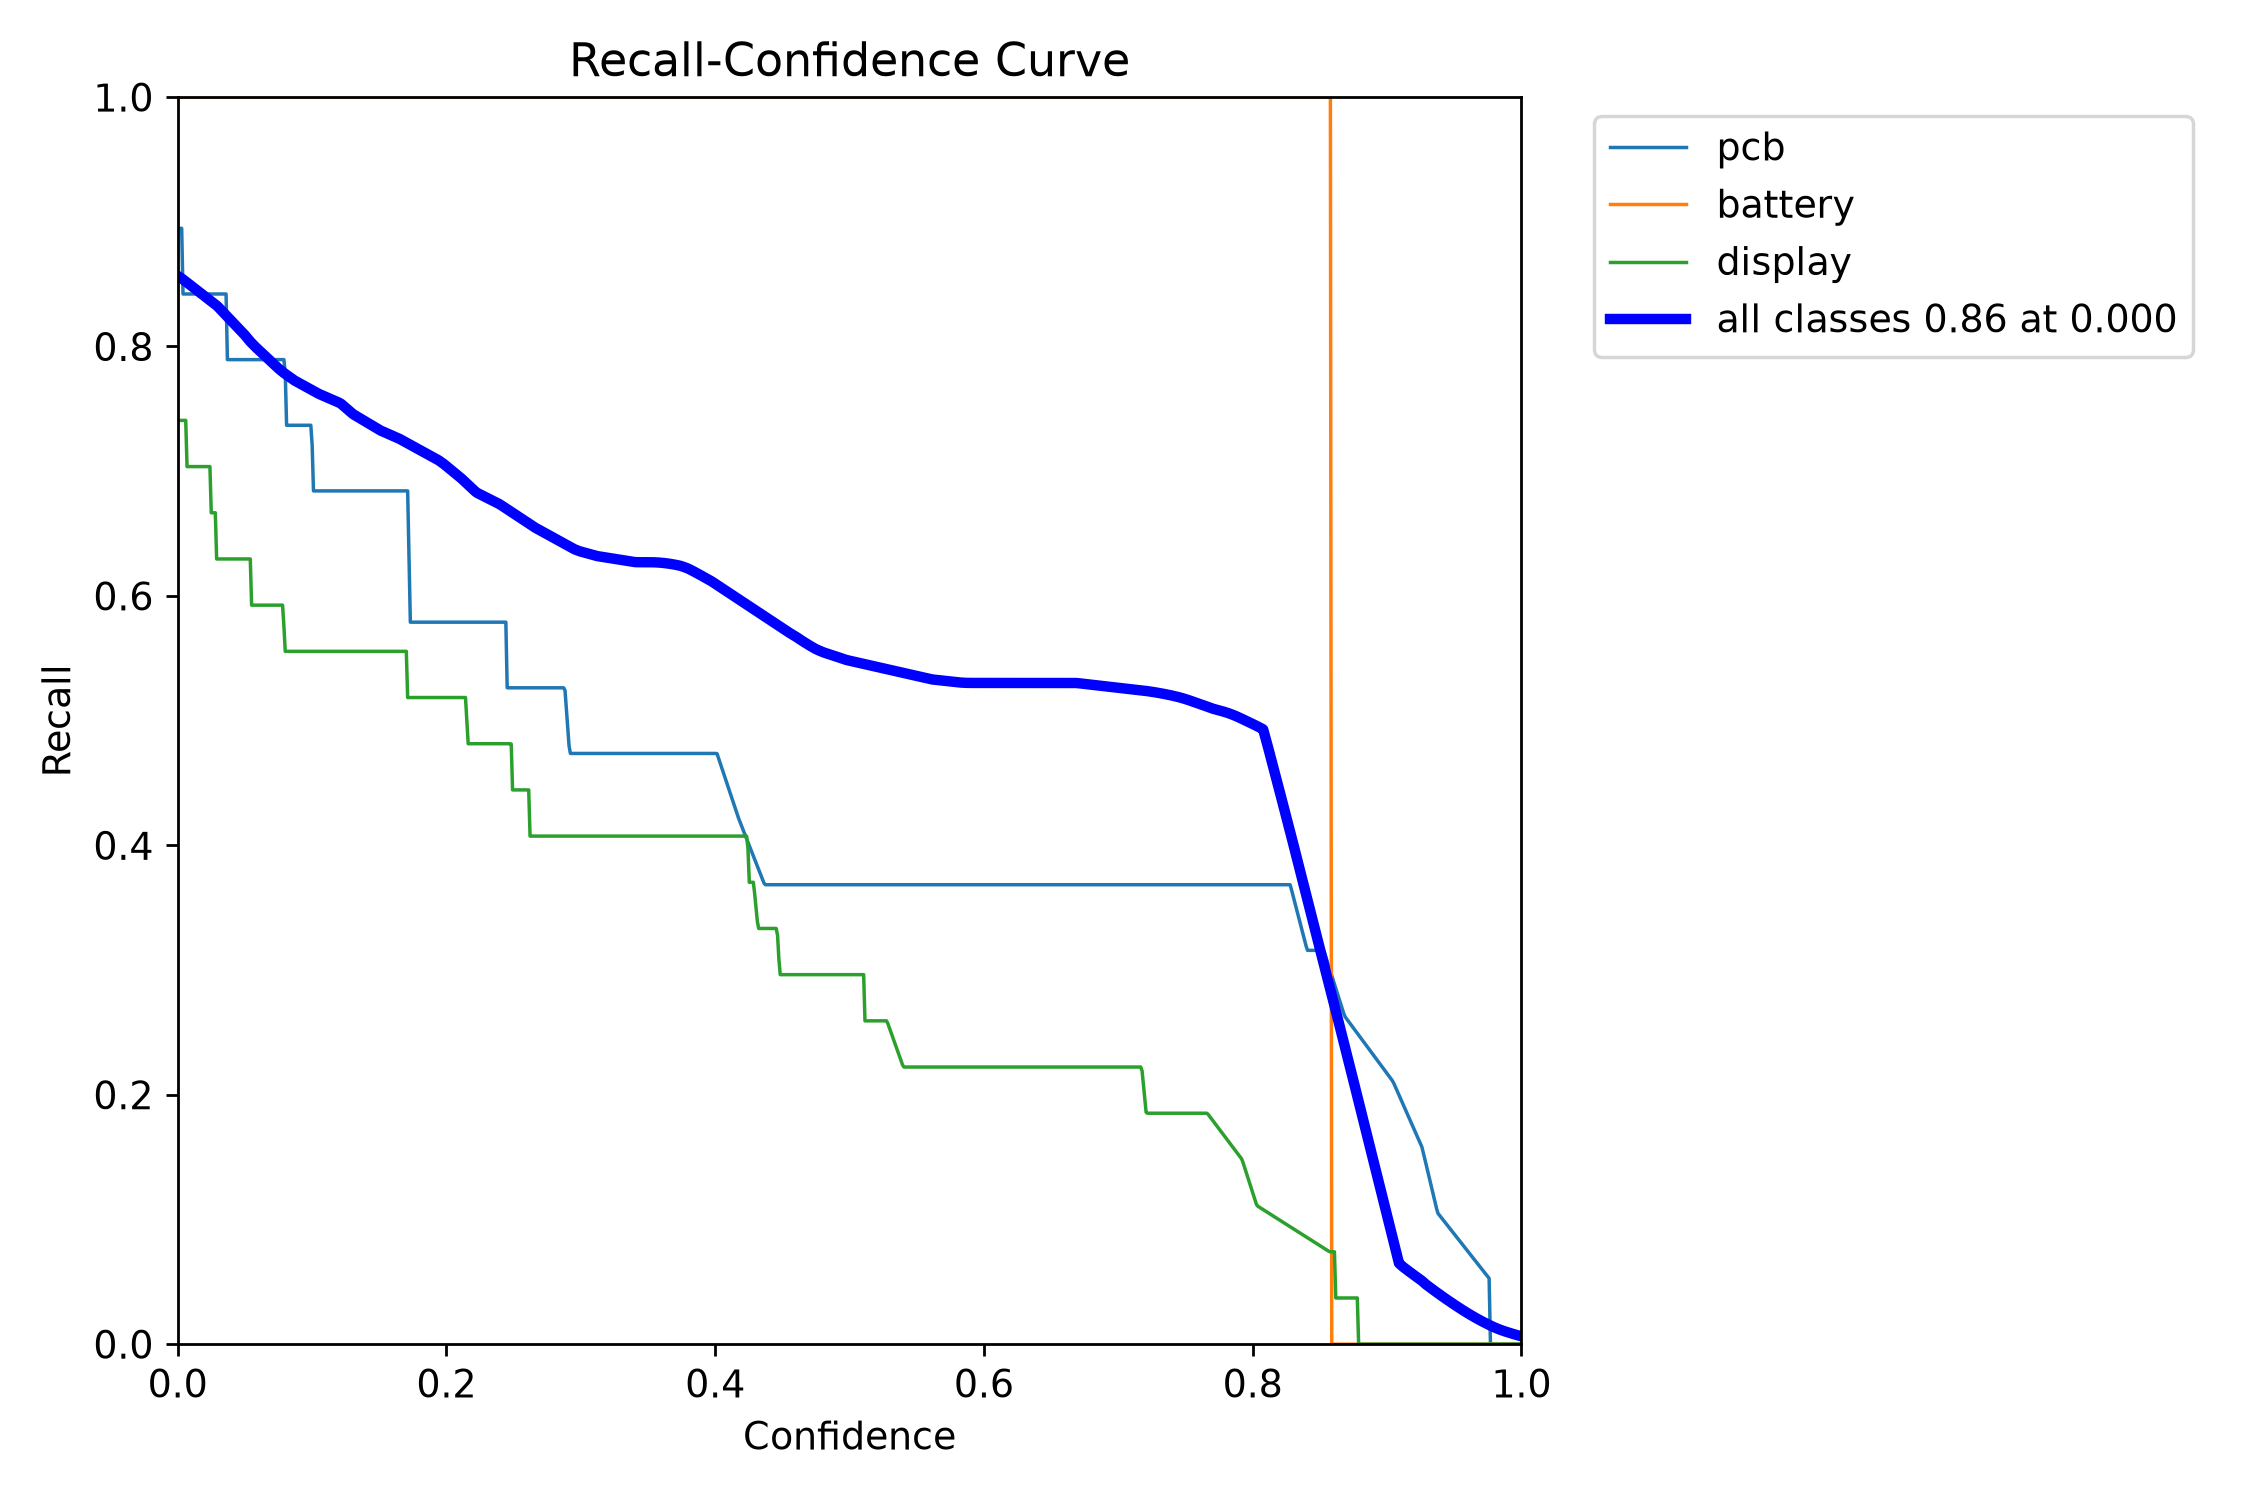 Recall-Confidence Curve
1.0
0.8
0.6
0.4
0.2
0.0
Recall
0.0 0.2 0.4 0.6 0.8 1.0
Confidence
pcb
battery
display
all classes 0.86 at 0.000